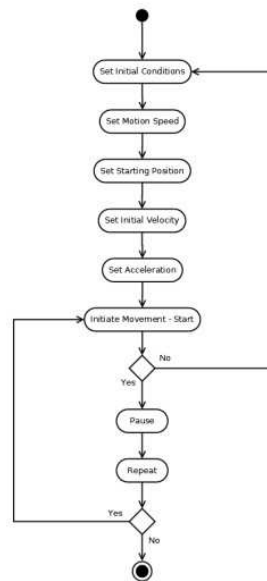 Set Initial Conditions
Set Motion Speed
Set Starting Position
Set Initial Velocity
Set Acceleration
Initiate Movement - Start
No
Yes
Pause
Repeat
Yes
No